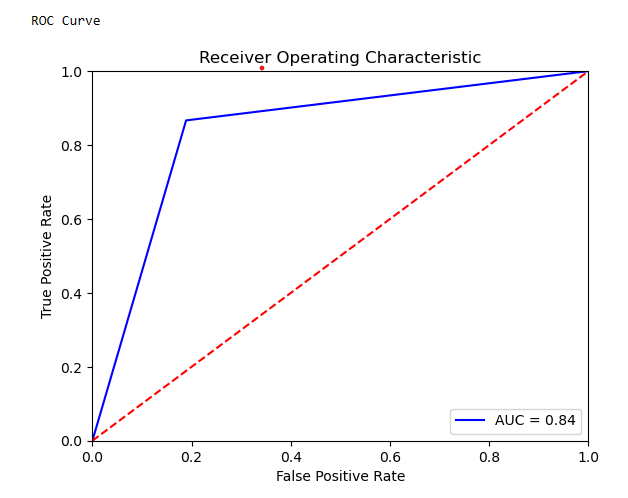 ROC Curve
Receiver Operating Characteristic
1.0
0.8
0.6
0.4
0.2
0.0
True Positive Rate
AUC = 0.84
0.0 0.2 0.4 0.6 0.8 1.0
False Positive Rate